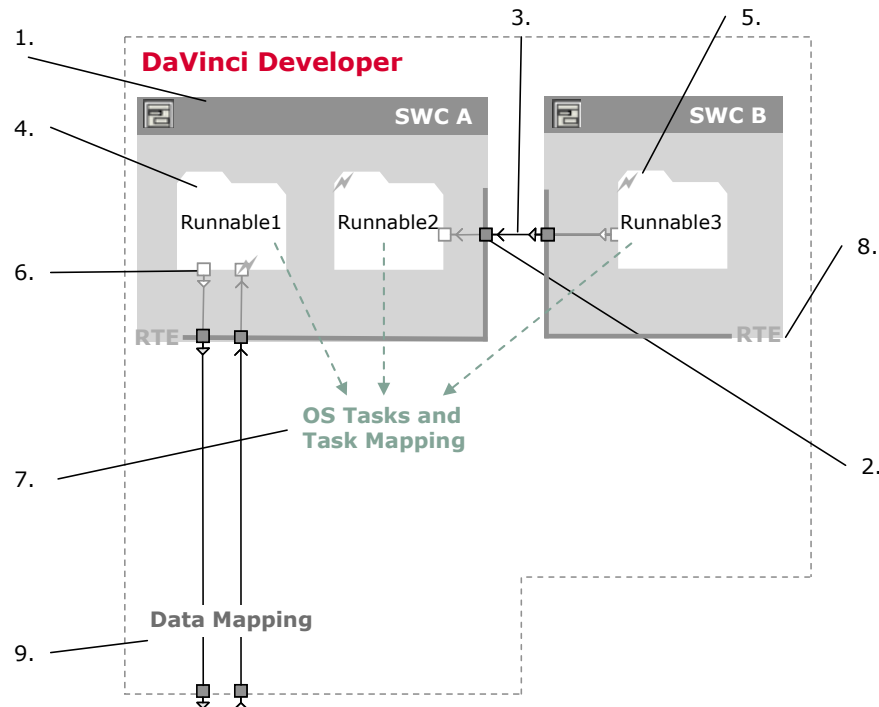 3.
5.
1.
DaVinci Developer
SWC A
SWC B
4.
Runnable1
Runnable2
Runnable3
6.
8.
RTE
RTE
OS Tasks and
Task Mapping
7.
2.
Data Mapping
9.